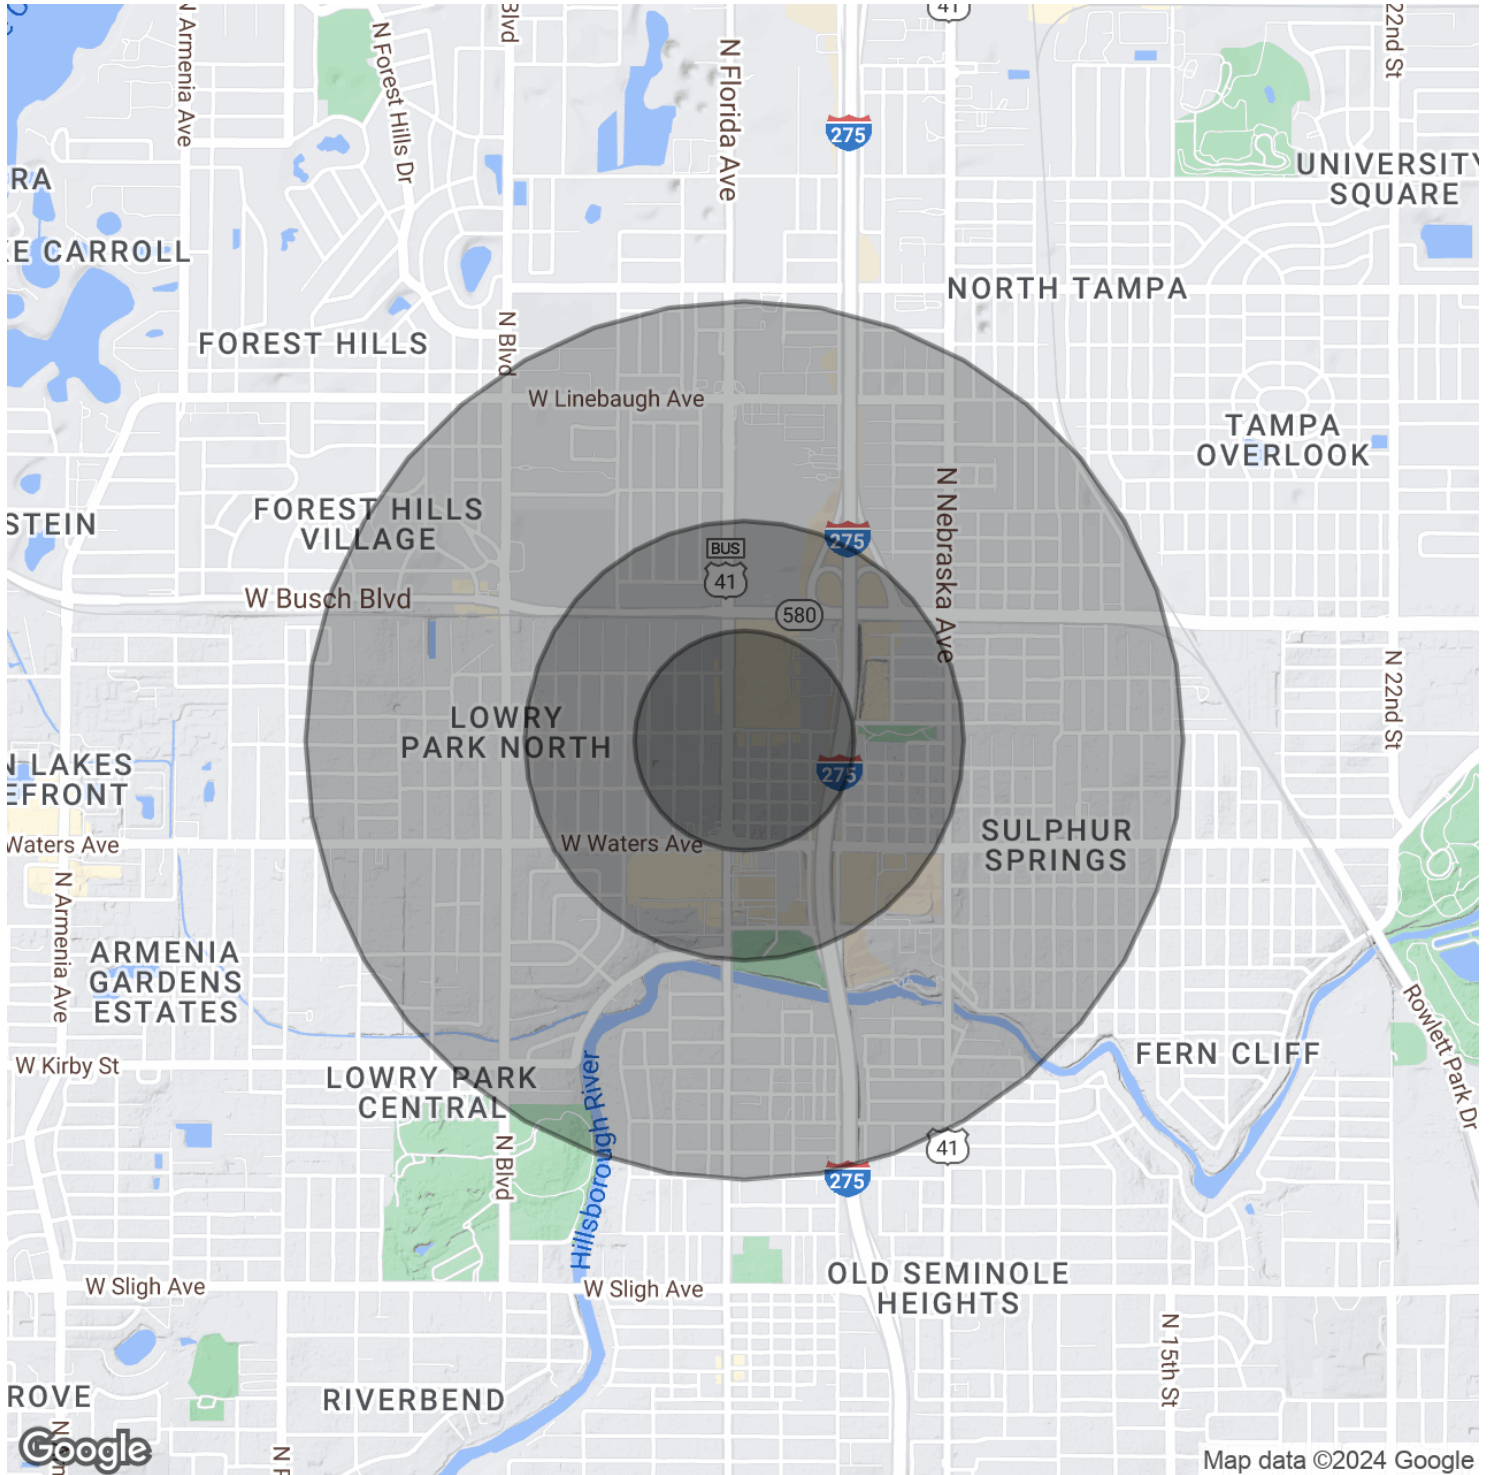 41
Blvd
N Armenia Ave
N Forest Hills Dr
N Florida Ave
22nd St
275
UNIVERSITY
SQUARE
RA
E CARROLL
NORTH TAMPA
FOREST HILLS
N Blvd
W Linebaugh Ave
TAMPA
OVERLOOK
STEIN
FOREST HILLS
VILLAGE
N Nebraska Ave
275
BUS
41
580
W Busch Blvd
N 22nd St
LOWRY
PARK NORTH
N LAKES
EFRONT
275
Waters Ave
W Waters Ave
SULPHUR
SPRINGS
N Armenia Ave
ARMENIA
GARDENS
ESTATES
W Kirby St
LOWRY PARK
CENTRAL
Hillsborough River
FERN CLIFF
Rowlett Park Dr
N Blvd
41
275
W Sligh Ave
W Sligh Ave
OLD SEMINOLE
HEIGHTS
N 15th St
ROVE
RIVERBEND
Google
Map data ©2024 Google